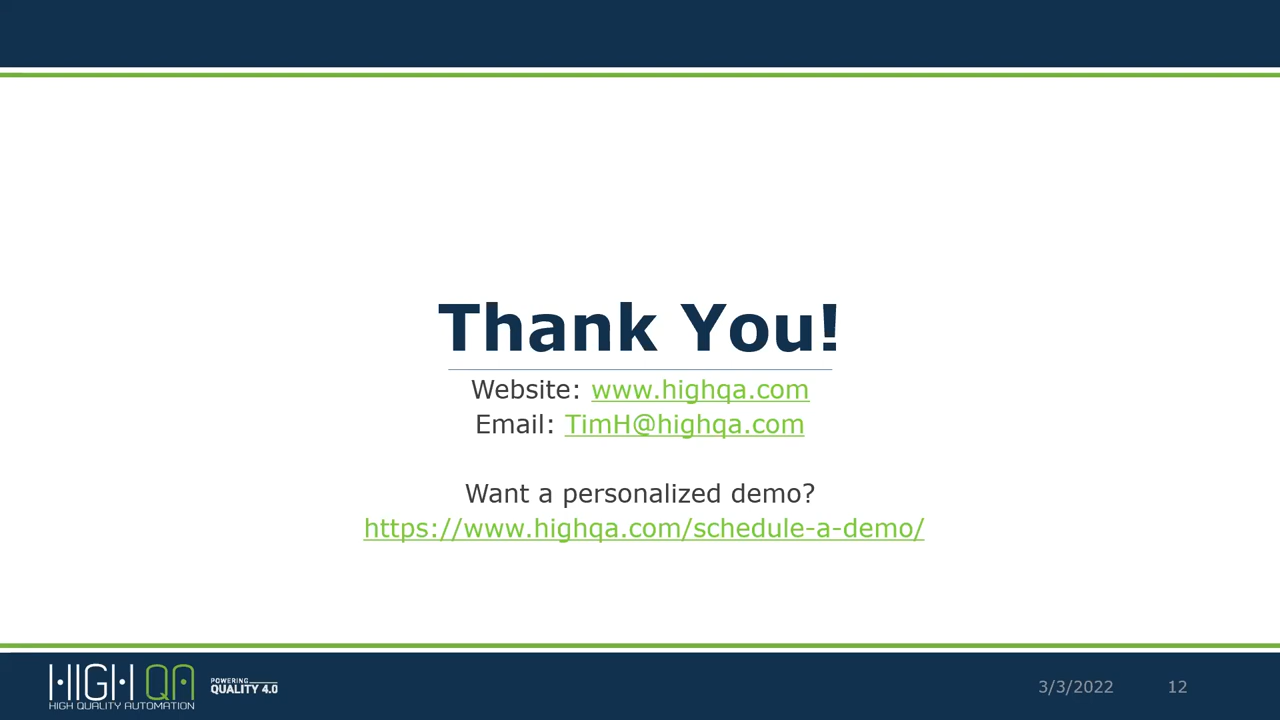 Thank You!
Website: www.highqa.com
Email: TimH@highqa.com
Want a personalized demo?
https://www.highqa.com/schedule-a-demo/
HIGH QA
HIGH QUALITY AUTOMATION
POWERING
QUALITY 4.0
3/3/2022
12